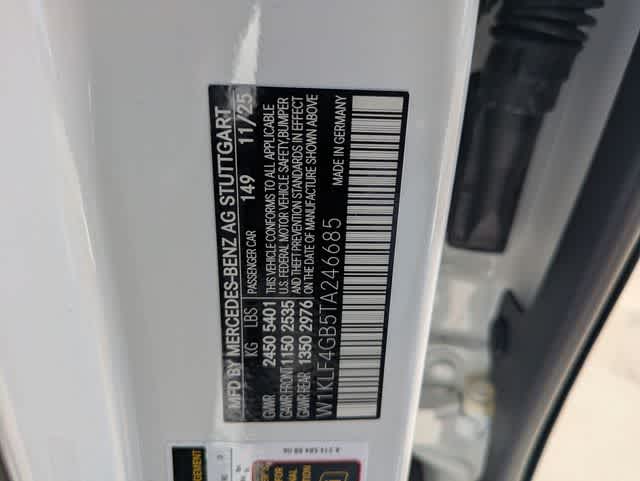 MFD BY MERCEDES-BENZ AG STUTTGART
KG LBS PASSENGER CAR 149 11/25
GVWR 2450 5401 THIS VEHICLE CONFORMS TO ALL APPLICABLE
GAWR FRONT 1150 2535 U.S. FEDERAL MOTOR VEHICLE SAFETY, BUMPER
GAWR REAR 1350 2976 AND THEFT PREVENTION STANDARDS IN EFFECT
ON THE DATE OF MANUFACTURE SHOWN ABOVE
W1KLF4GB5TA246685 MADE IN GERMANY